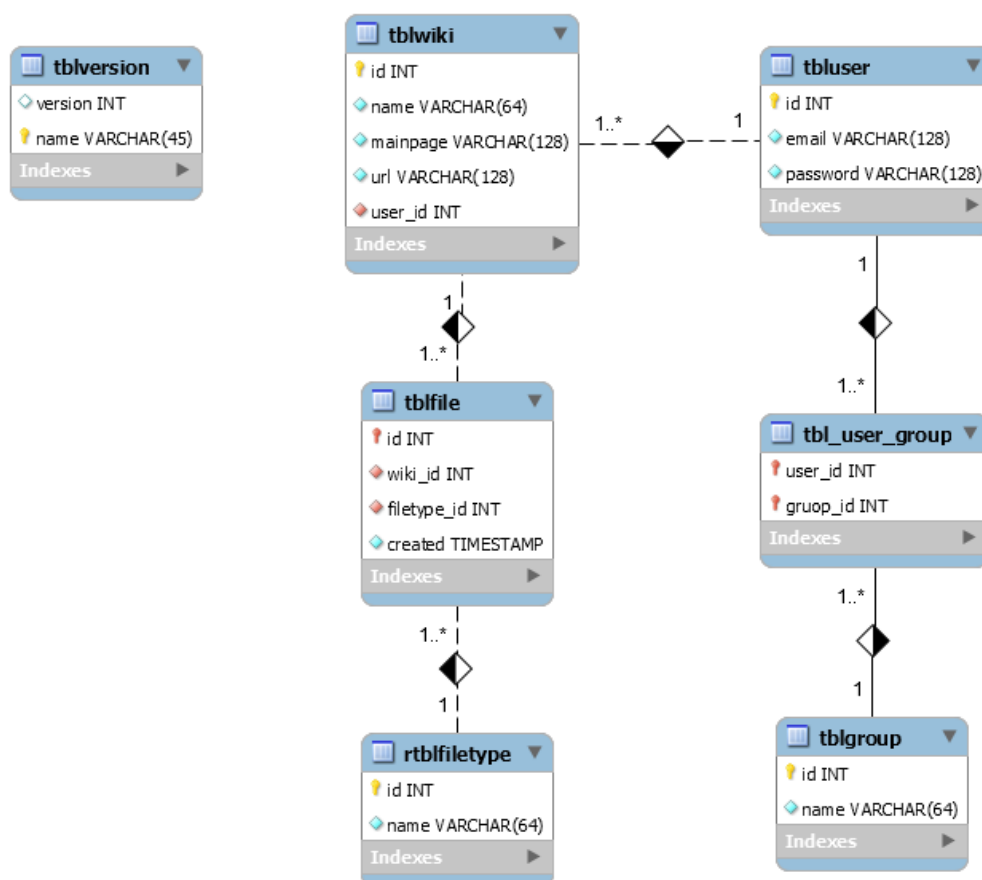 tblversion
version INT
name VARCHAR(45)
Indexes
tblwiki
id INT
name VARCHAR(64)
mainpage VARCHAR(128)
url VARCHAR(128)
user_id INT
Indexes
1..*
1
tbluser
id INT
email VARCHAR(128)
password VARCHAR(128)
Indexes
1
1..*
tblfile
id INT
wiki_id INT
filetype_id INT
created TIMESTAMP
Indexes
1..*
1
rtblfiletype
id INT
name VARCHAR(64)
Indexes
1
1..*
tbl_user_group
user_id INT
gruop_id INT
Indexes
1..*
1
tblgroup
id INT
name VARCHAR(64)
Indexes